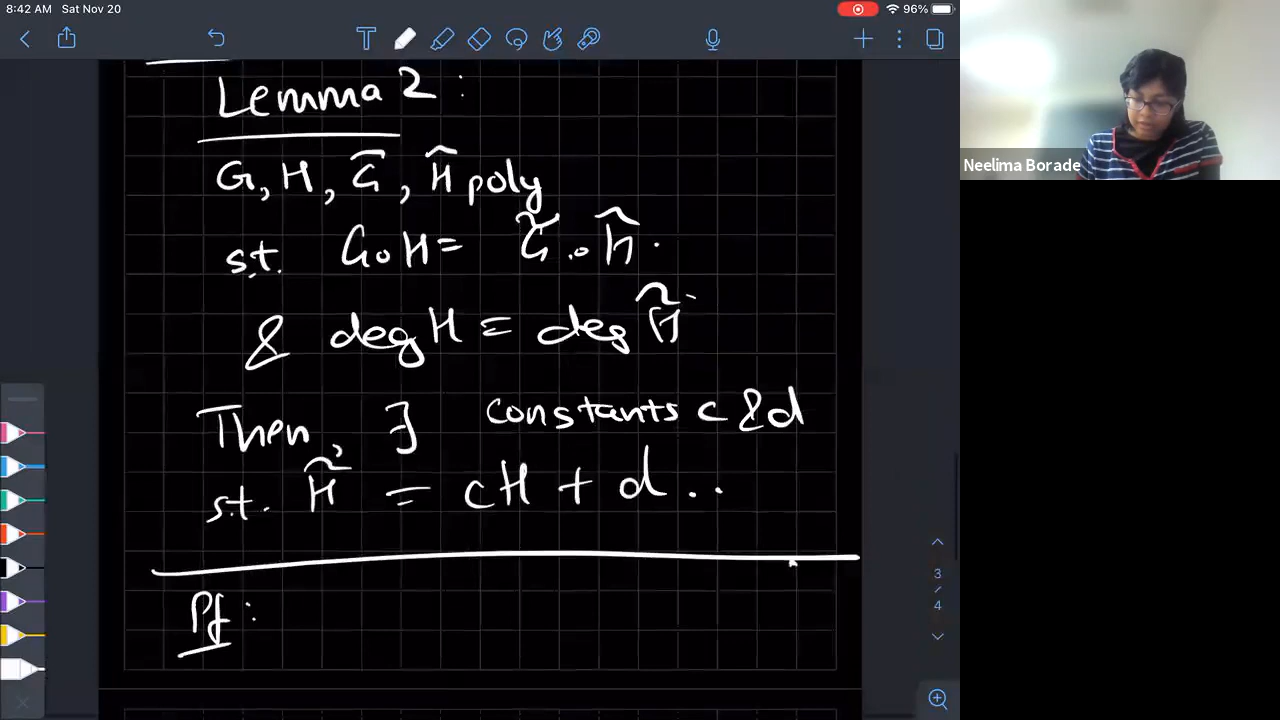 8:42 AM Sat Nov 20
96%
Lemma 2:
G, H, G̃, H̃ poly
s.t. G∘H = G̃∘H̃.
& deg H = deg H̃
Then, ∃ constants c & d
s.t. H̃ = cH + d..
Pf:
3
/
4
Neelima Borade